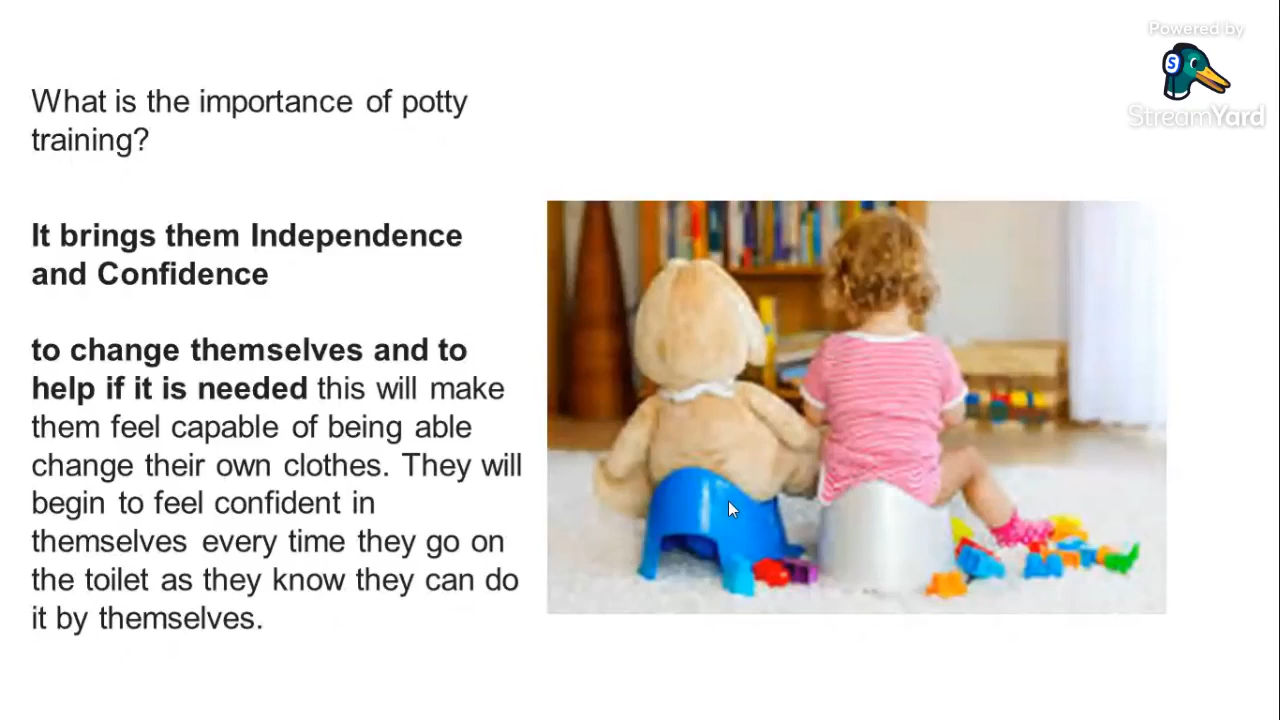 Powered by
StreamYard
What is the importance of potty
training?
It brings them Independence
and Confidence
to change themselves and to
help if it is needed this will make
them feel capable of being able
change their own clothes. They will
begin to feel confident in
themselves every time they go on
the toilet as they know they can do
it by themselves.